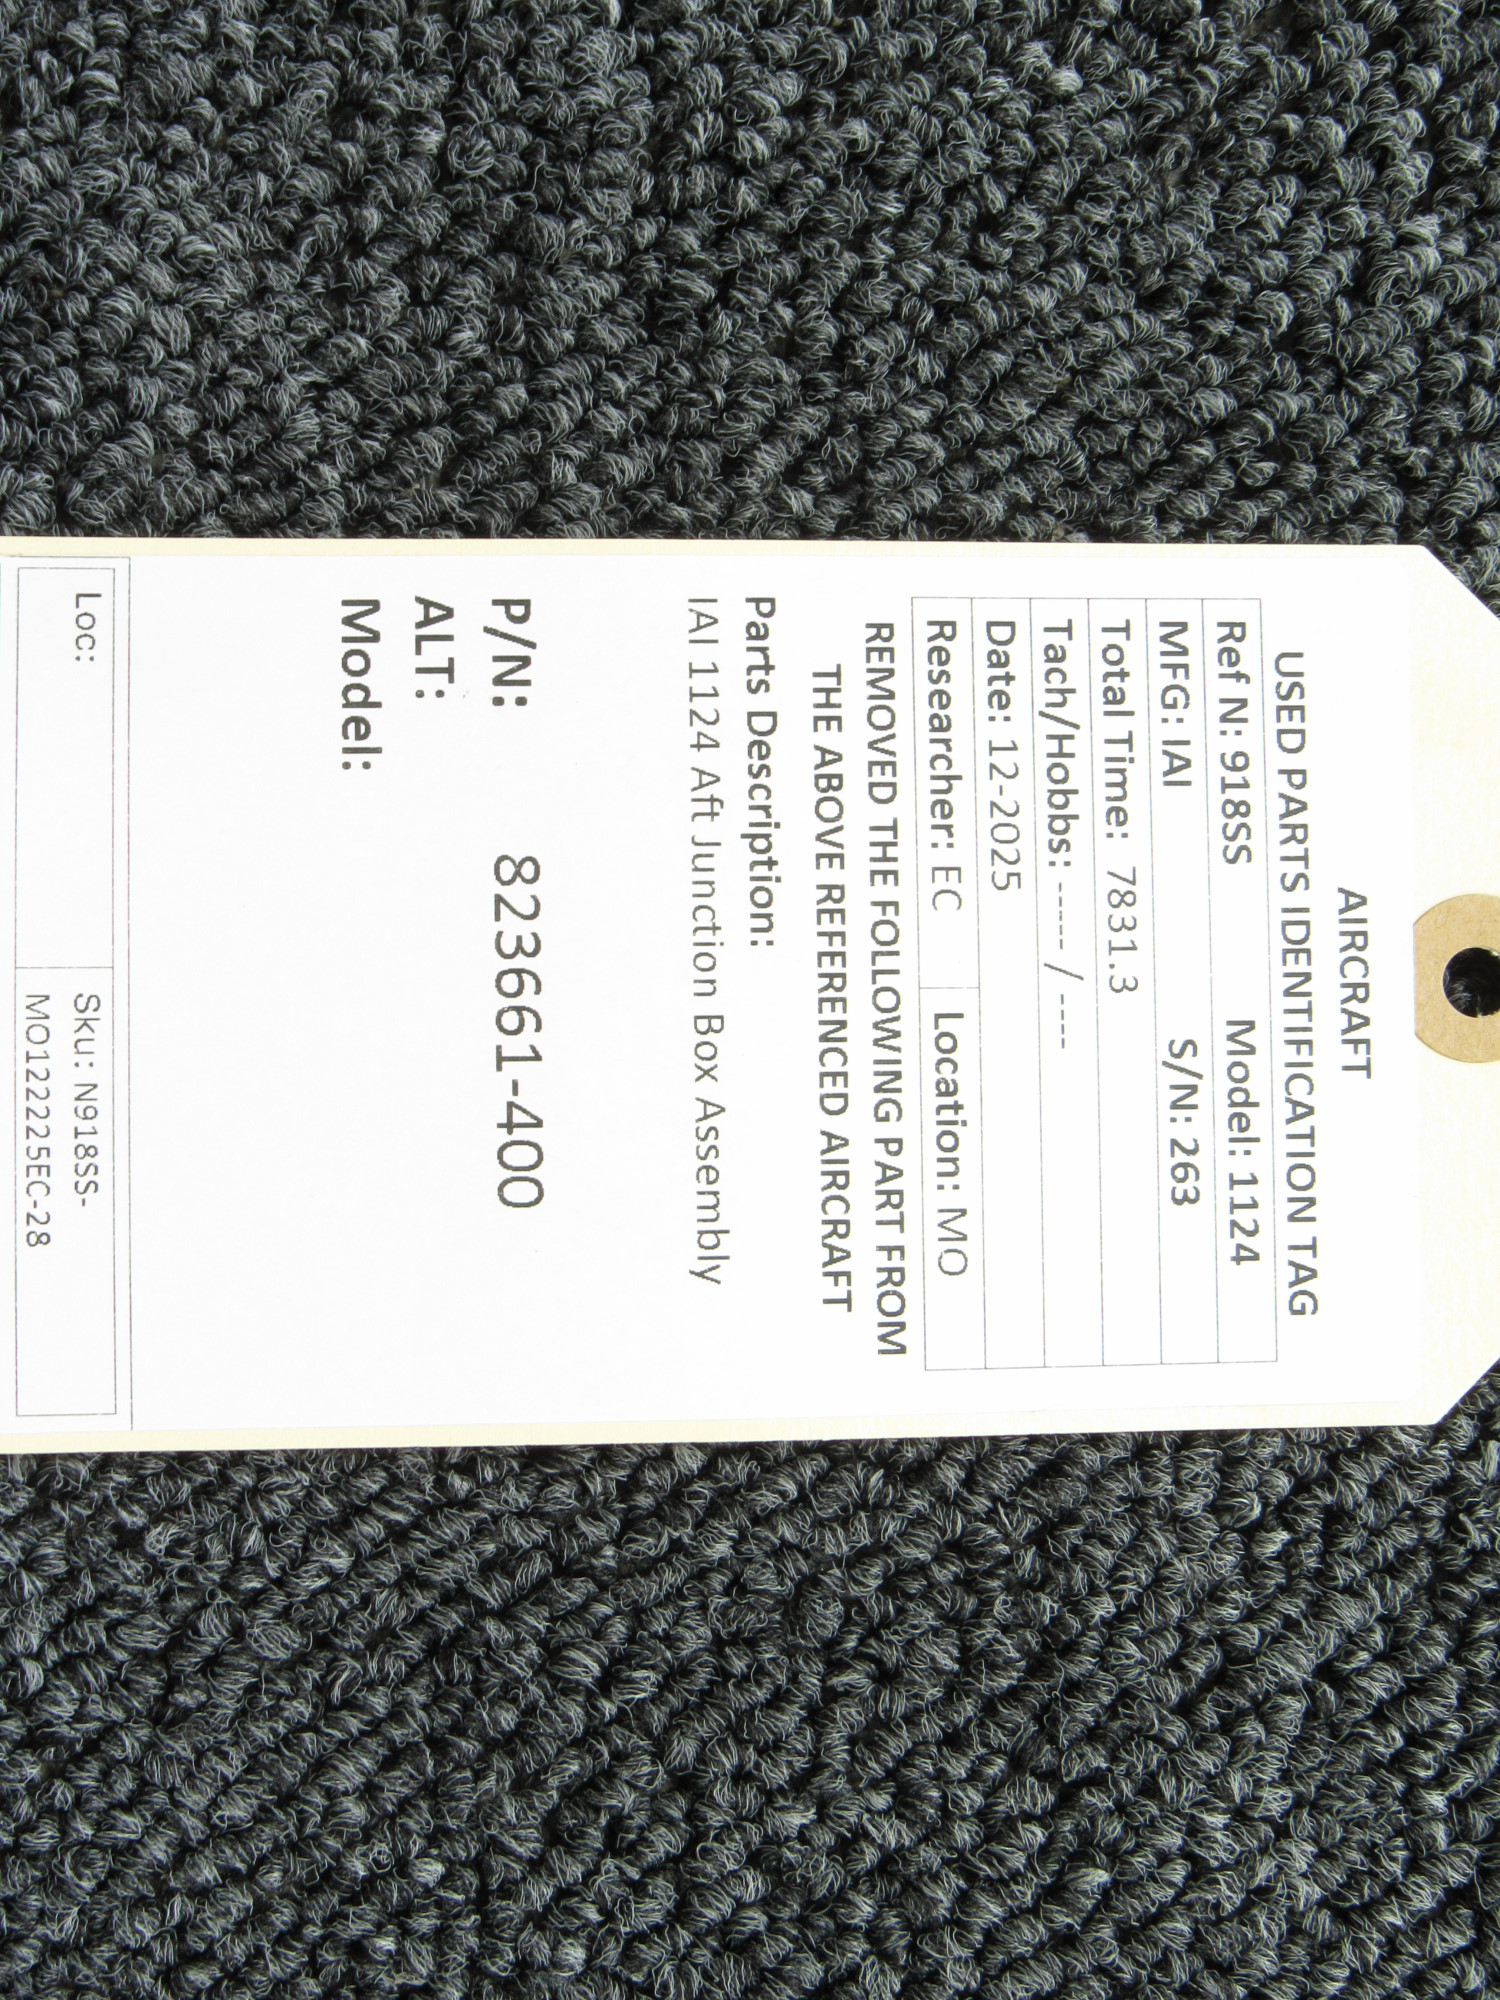 AIRCRAFT
USED PARTS IDENTIFICATION TAG
Ref N: 918SS Model: 1124
MFG: IAI S/N: 263
Total Time: 7831.3
Tach/Hobbs: ----- / ----
Date: 12-2025
Researcher: EC Location: MO
REMOVED THE FOLLOWING PART FROM
THE ABOVE REFERENCED AIRCRAFT
Parts Description:
IAI 1124 Aft Junction Box Assembly
P/N: 823661-400
ALT:
Model:
Loc: Sku: N918SS-
MO122225EC-28